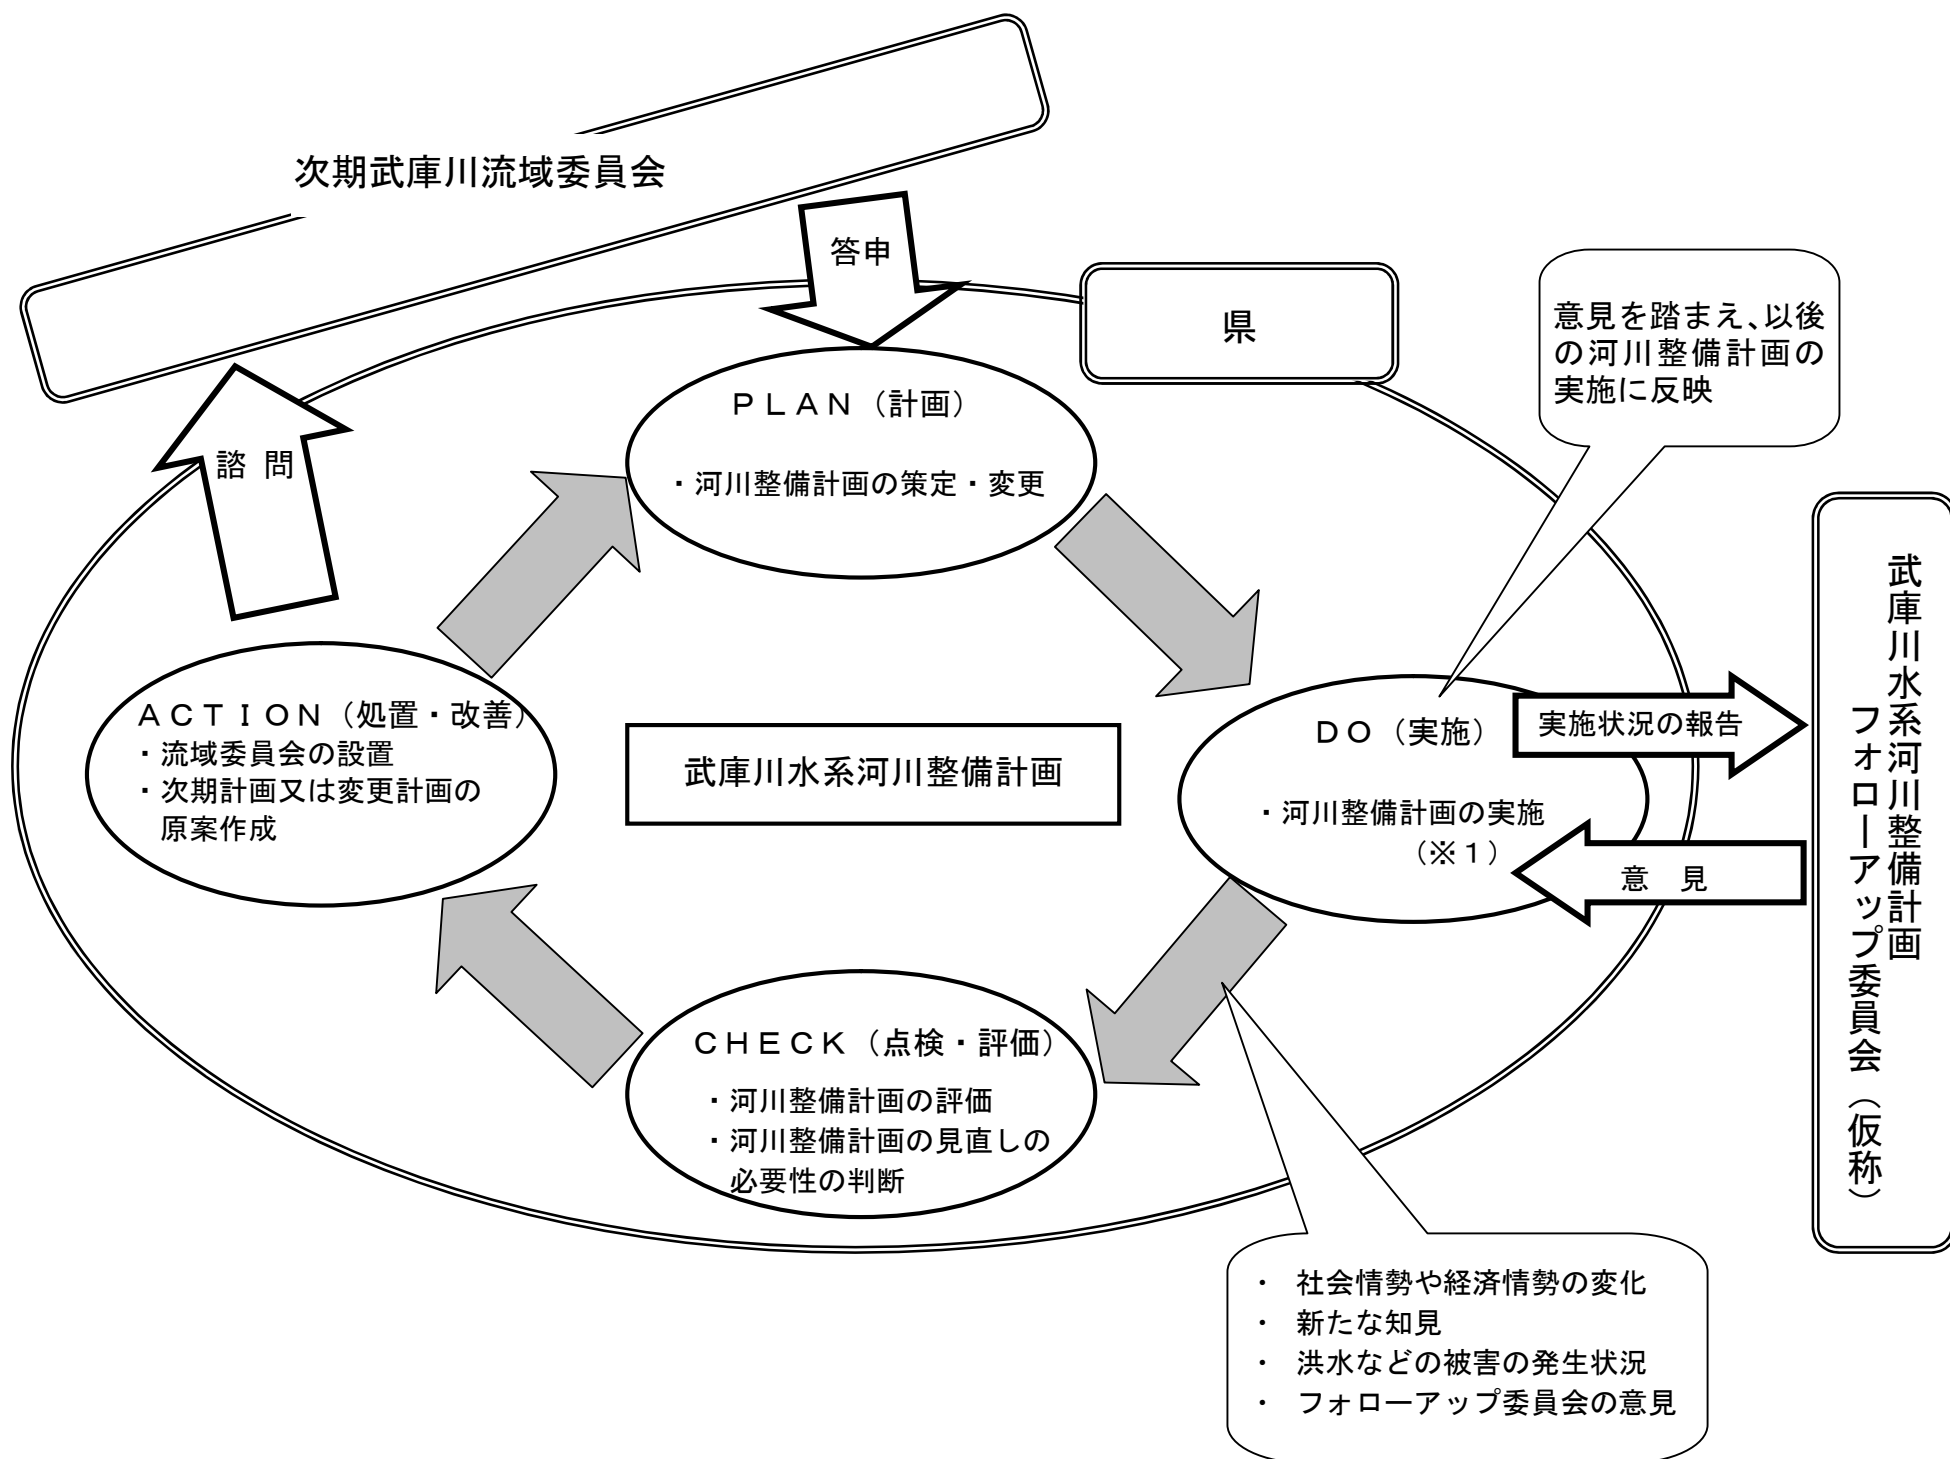 次期武庫川流域委員会
答申
県
意見を踏まえ、以後
の河川整備計画の
実施に反映
諮 問
ＰＬＡＮ（計画）
・河川整備計画の策定・変更
ＡＣＴＩＯＮ（処置・改善）
・流域委員会の設置
・次期計画又は変更計画の
原案作成
武庫川水系河川整備計画
ＤＯ（実施）
・河川整備計画の実施
（※１）
実施状況の報告
意 見
武庫川水系河川整備計画
フォローアップ委員会（仮称）
ＣＨＥＣＫ（点検・評価）
・河川整備計画の評価
・河川整備計画の見直しの
必要性の判断
・ 社会情勢や経済情勢の変化
・ 新たな知見
・ 洪水などの被害の発生状況
・ フォローアップ委員会の意見